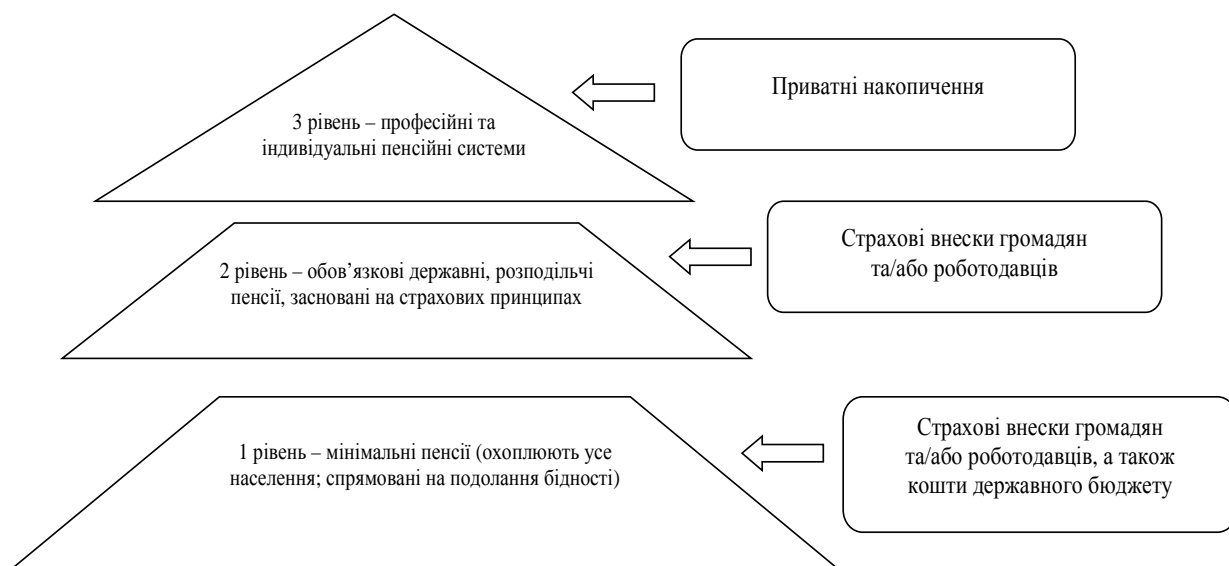 Приватні накопичення
3 рівень – професійні та
індивідуальні пенсійні системи
Страхові внески громадян
та/або роботодавців
2 рівень – обов’язкові державні, розподільчі
пенсії, засновані на страхових принципах
Страхові внески громадян
та/або роботодавців, а також
кошти державного бюджету
1 рівень – мінімальні пенсії (охоплюють усе
населення; спрямовані на подолання бідності)